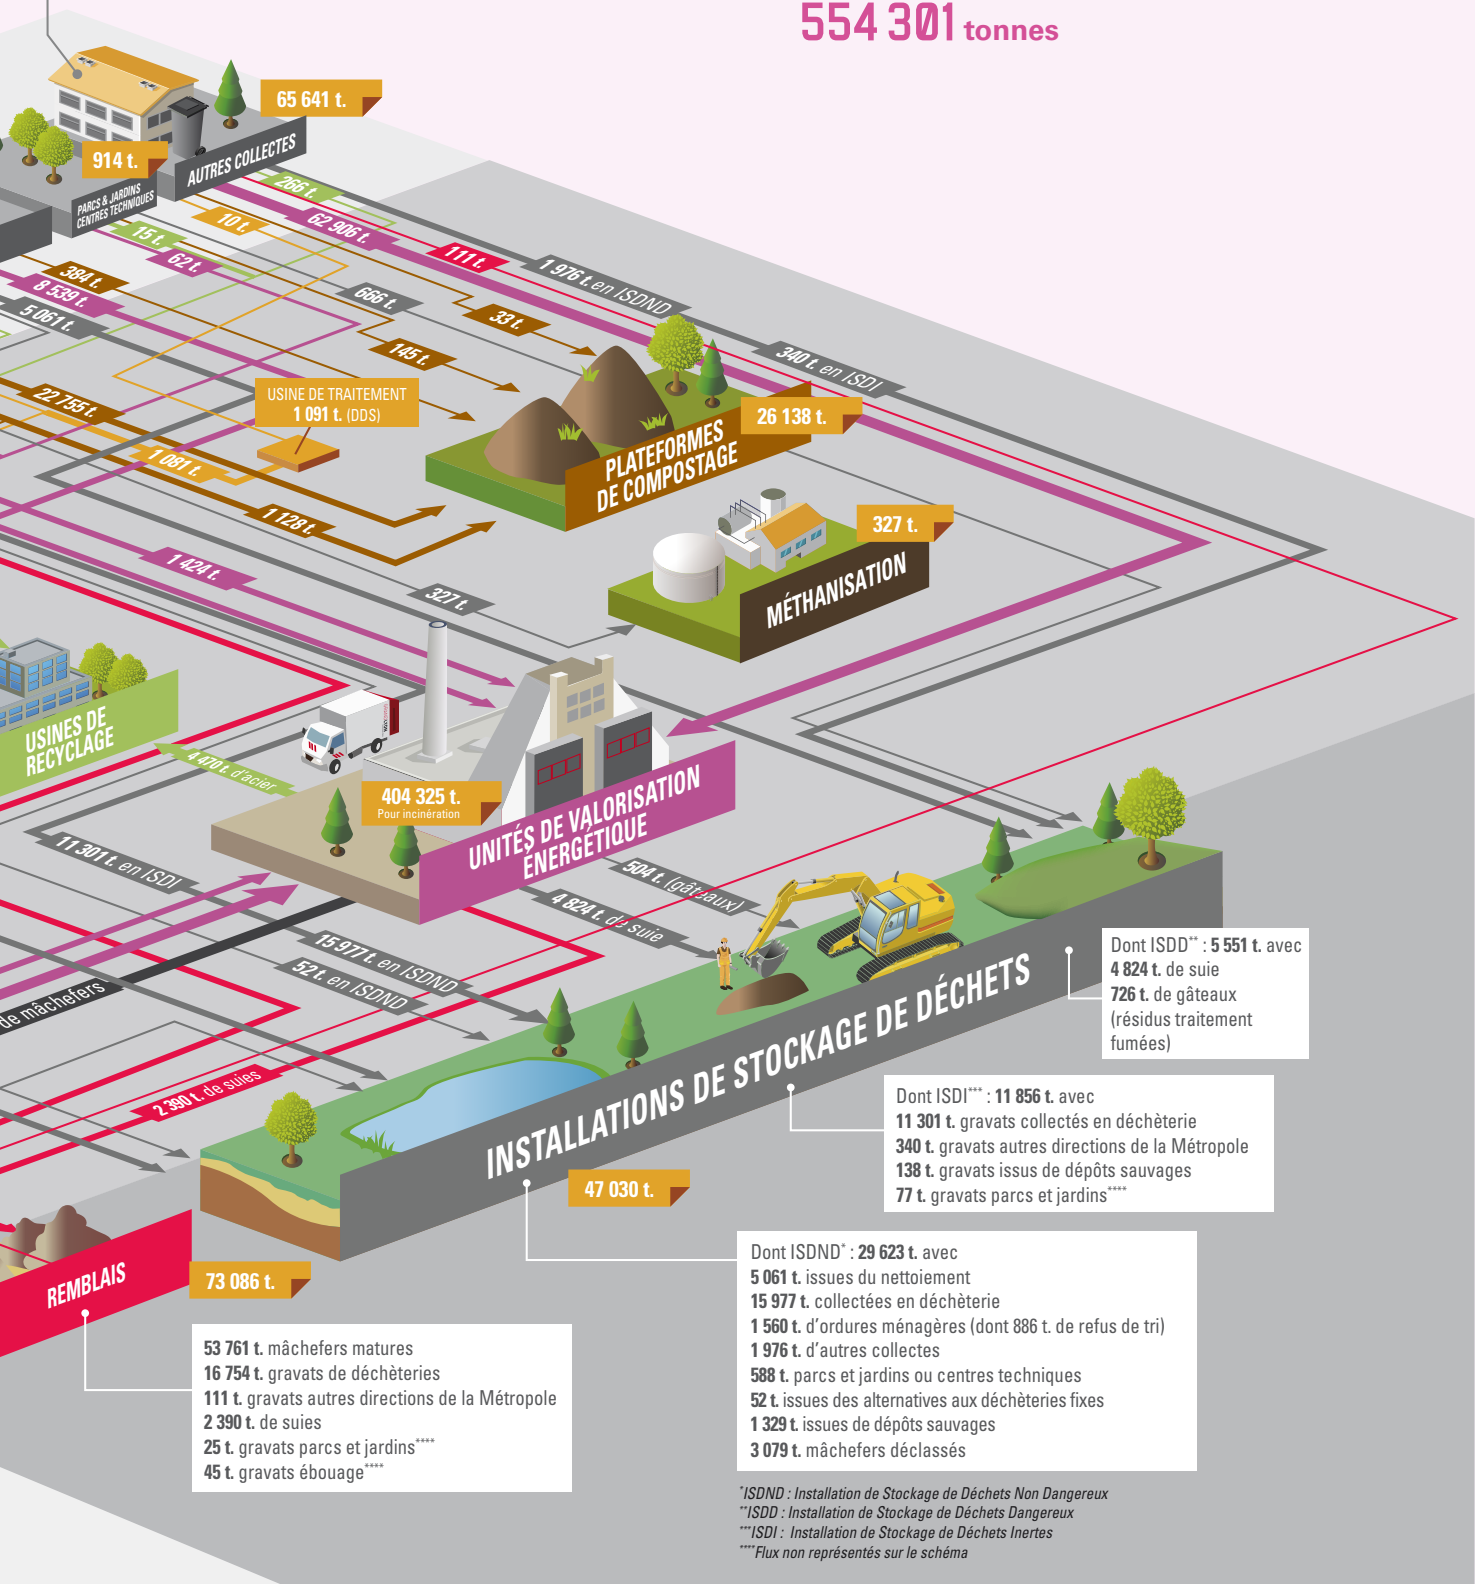 554 301 tonnes
65 641 t.
914 t.
AUTRES COLLECTES
PARCS & JARDINS
CENTRES TECHNIQUES
266 t.
62 906 t.
10 t.
111 t.
1 976 t. en ISDND
15 t.
62 t.
384 t.
8 539 t.
5 061 t.
666 t.
33 t.
145 t.
340 t. en ISDI
USINE DE TRAITEMENT
1 091 t. (DDS)
22 755 t.
1 081 t.
1 128 t.
26 138 t.
PLATEFORMES
DE COMPOSTAGE
327 t.
MÉTHANISATION
1 424 t.
327 t.
USINES DE
RECYCLAGE
4 470 t. d'acier
404 325 t.
Pour incinération
UNITÉS DE VALORISATION
ÉNERGÉTIQUE
11 301 t. en ISDI
504 t. (gâteaux)
4 824 t. de suie
15 977 t. en ISDND
52 t. en ISDND
de mâchefers
2 390 t. de suies
INSTALLATIONS DE STOCKAGE DE DÉCHETS
47 030 t.
Dont ISDD** : 5 551 t. avec
4 824 t. de suie
726 t. de gâteaux
(résidus traitement
fumées)
Dont ISDI*** : 11 856 t. avec
11 301 t. gravats collectés en déchèterie
340 t. gravats autres directions de la Métropole
138 t. gravats issus de dépôts sauvages
77 t. gravats parcs et jardins****
Dont ISDND* : 29 623 t. avec
5 061 t. issues du nettoiement
15 977 t. collectées en déchèterie
1 560 t. d'ordures ménagères (dont 886 t. de refus de tri)
1 976 t. d'autres collectes
588 t. parcs et jardins ou centres techniques
52 t. issues des alternatives aux déchèteries fixes
1 329 t. issues de dépôts sauvages
3 079 t. mâchefers déclassés
REMBLAIS
73 086 t.
53 761 t. mâchefers matures
16 754 t. gravats de déchèteries
111 t. gravats autres directions de la Métropole
2 390 t. de suies
25 t. gravats parcs et jardins****
45 t. gravats ébouage****
*ISDND : Installation de Stockage de Déchets Non Dangereux
**ISDD : Installation de Stockage de Déchets Dangereux
***ISDI : Installation de Stockage de Déchets Inertes
****Flux non représentés sur le schéma